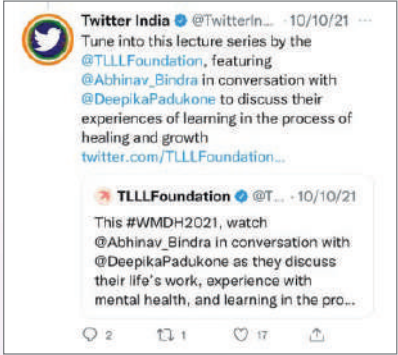 Twitter India @TwitterIn... · 10/10/21 ...
Tune into this lecture series by the
@TLLLFoundation, featuring
@Abhinav_Bindra in conversation with
@DeepikaPadukone to discuss their
experiences of learning in the process of
healing and growth
twitter.com/TLLLFoundation...
TLLLFoundation @T... · 10/10/21
This #WMDH2021, watch
@Abhinav_Bindra in conversation with
@DeepikaPadukone as they discuss
their life's work, experience with
mental health, and learning in the pro...
2 1 17